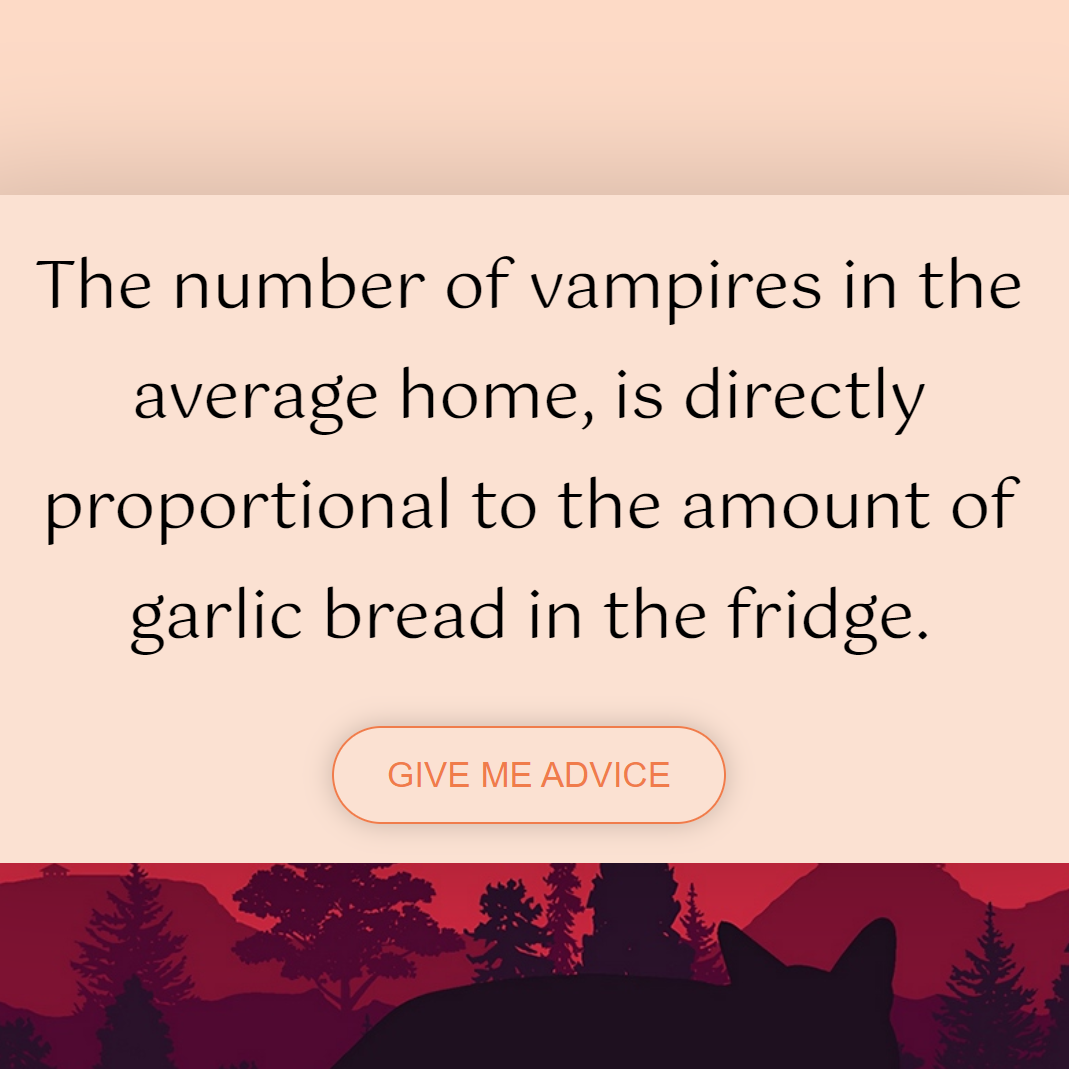 The number of vampires in the
average home, is directly
proportional to the amount of
garlic bread in the fridge.
GIVE ME ADVICE